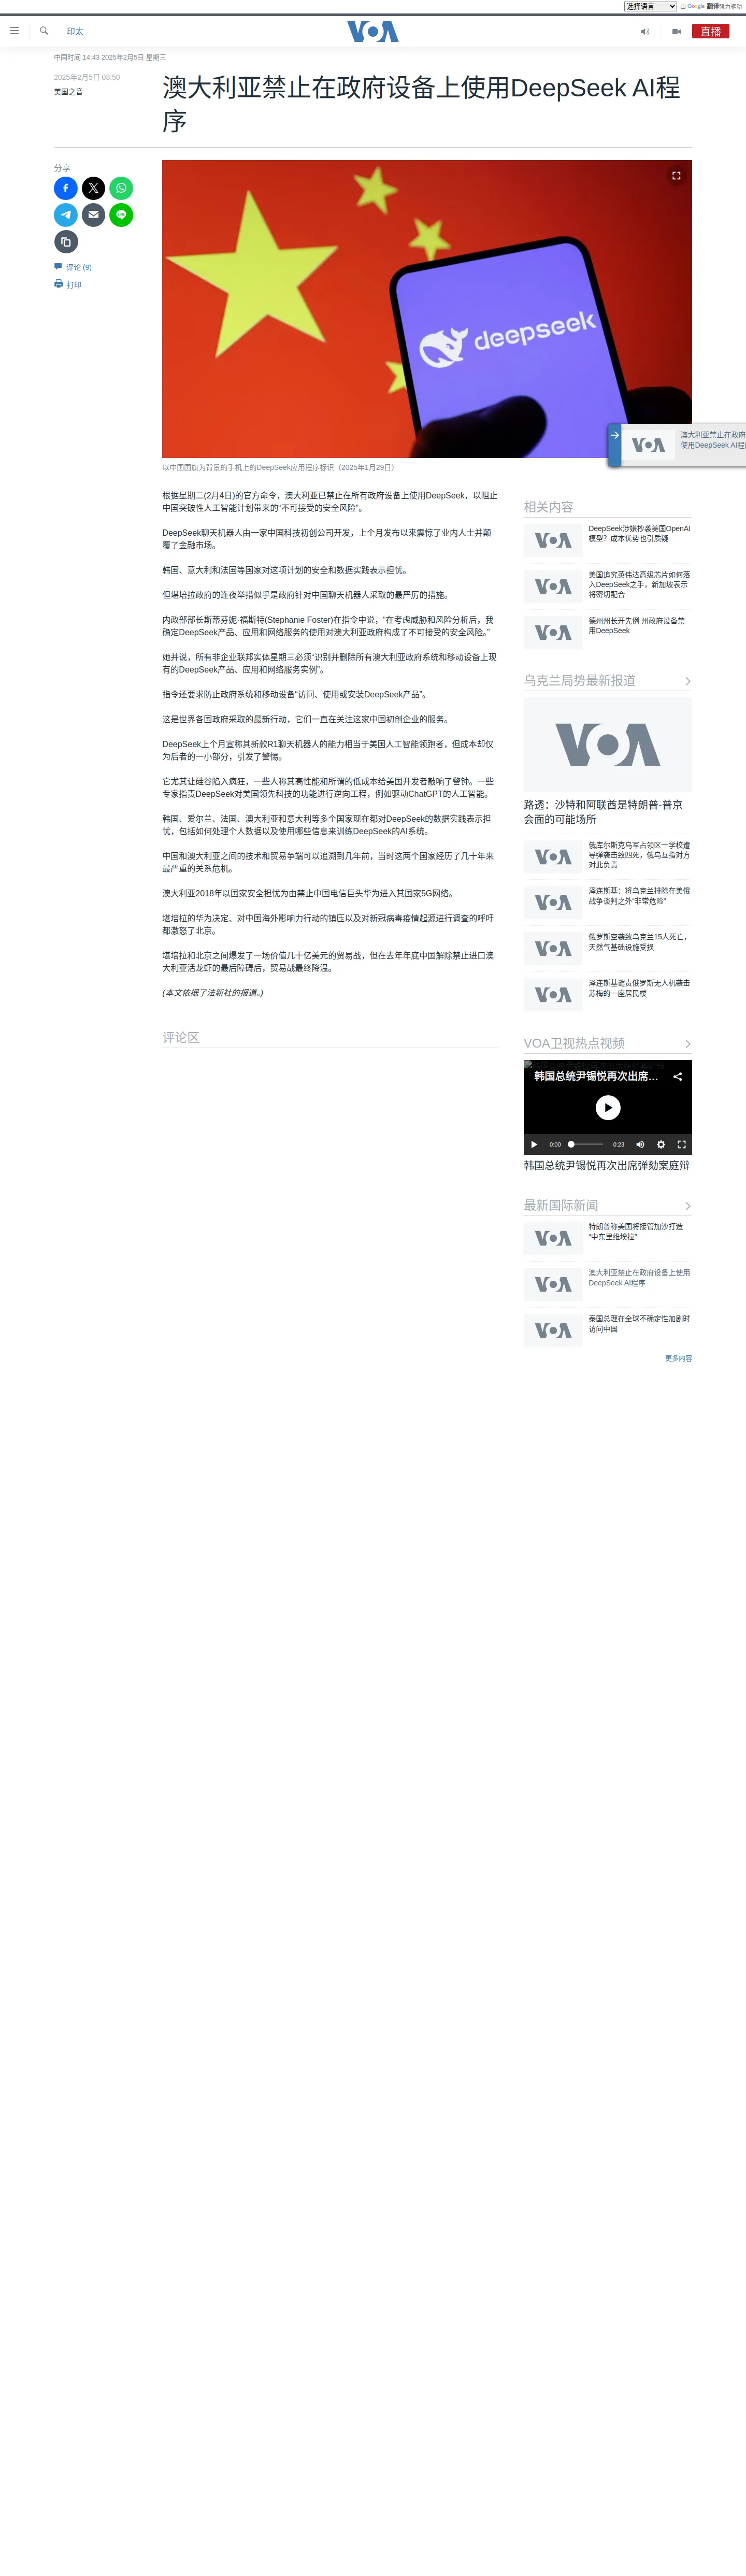 选择语言
由 Google 翻译强力驱动
印太
VOA
直播
中国时间 14:43 2025年2月5日 星期三
2025年2月5日 08:50
美国之音
澳大利亚禁止在政府设备上使用DeepSeek AI程
序
分享
评论 (9)
打印
deepseek
澳大利亚禁止在政府
使用DeepSeek AI程
以中国国旗为背景的手机上的DeepSeek应用程序标识（2025年1月29日）
根据星期二(2月4日)的官方命令，澳大利亚已禁止在所有政府设备上使用DeepSeek，以阻止
中国突破性人工智能计划带来的“不可接受的安全风险”。
DeepSeek聊天机器人由一家中国科技初创公司开发，上个月发布以来震惊了业内人士并颠
覆了金融市场。
韩国、意大利和法国等国家对这项计划的安全和数据实践表示担忧。
但堪培拉政府的连夜举措似乎是政府针对中国聊天机器人采取的最严厉的措施。
内政部部长斯蒂芬妮·福斯特(Stephanie Foster)在指令中说，“在考虑威胁和风险分析后，我
确定DeepSeek产品、应用和网络服务的使用对澳大利亚政府构成了不可接受的安全风险。”
她并说，所有非企业联邦实体星期三必须“识别并删除所有澳大利亚政府系统和移动设备上现
有的DeepSeek产品、应用和网络服务实例”。
指令还要求防止政府系统和移动设备“访问、使用或安装DeepSeek产品”。
这是世界各国政府采取的最新行动，它们一直在关注这家中国初创企业的服务。
DeepSeek上个月宣称其新款R1聊天机器人的能力相当于美国人工智能领跑者，但成本却仅
为后者的一小部分，引发了警惕。
它尤其让硅谷陷入疯狂，一些人称其高性能和所谓的低成本给美国开发者敲响了警钟。一些
专家指责DeepSeek对美国领先科技的功能进行逆向工程，例如驱动ChatGPT的人工智能。
韩国、爱尔兰、法国、澳大利亚和意大利等多个国家现在都对DeepSeek的数据实践表示担
忧，包括如何处理个人数据以及使用哪些信息来训练DeepSeek的AI系统。
中国和澳大利亚之间的技术和贸易争端可以追溯到几年前，当时这两个国家经历了几十年来
最严重的关系危机。
澳大利亚2018年以国家安全担忧为由禁止中国电信巨头华为进入其国家5G网络。
堪培拉的华为决定、对中国海外影响力行动的镇压以及对新冠病毒疫情起源进行调查的呼吁
都激怒了北京。
堪培拉和北京之间爆发了一场价值几十亿美元的贸易战，但在去年年底中国解除禁止进口澳
大利亚活龙虾的最后障碍后，贸易战最终降温。
(本文依据了法新社的报道。)
评论区
相关内容
VOA
DeepSeek涉嫌抄袭美国OpenAI
模型？成本优势也引质疑
VOA
美国追究英伟达高级芯片如何落
入DeepSeek之手，新加坡表示
将密切配合
VOA
德州州长开先例 州政府设备禁
用DeepSeek
乌克兰局势最新报道
VOA
路透：沙特和阿联酋是特朗普-普京
会面的可能场所
VOA
俄库尔斯克乌军占领区一学校遭
导弹袭击致四死，俄乌互指对方
对此负责
VOA
泽连斯基：将乌克兰排除在美俄
战争谈判之外“非常危险”
VOA
俄罗斯空袭致乌克兰15人死亡，
天然气基础设施受损
VOA
泽连斯基谴责俄罗斯无人机袭击
苏梅的一座居民楼
VOA卫视热点视频
韩国总统尹锡悦再次出席...
0:00
0:23
韩国总统尹锡悦再次出席弹劾案庭辩
最新国际新闻
VOA
特朗普称美国将接管加沙打造
“中东里维埃拉”
VOA
澳大利亚禁止在政府设备上使用
DeepSeek AI程序
VOA
泰国总理在全球不确定性加剧时
访问中国
更多内容